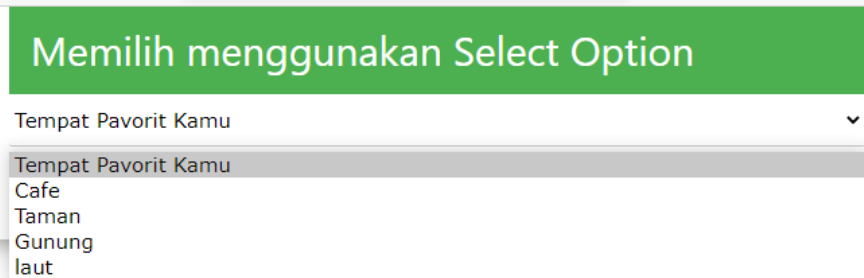 Memilih menggunakan Select Option
Tempat Pavorit Kamu
Tempat Pavorit Kamu
Cafe
Taman
Gunung
laut